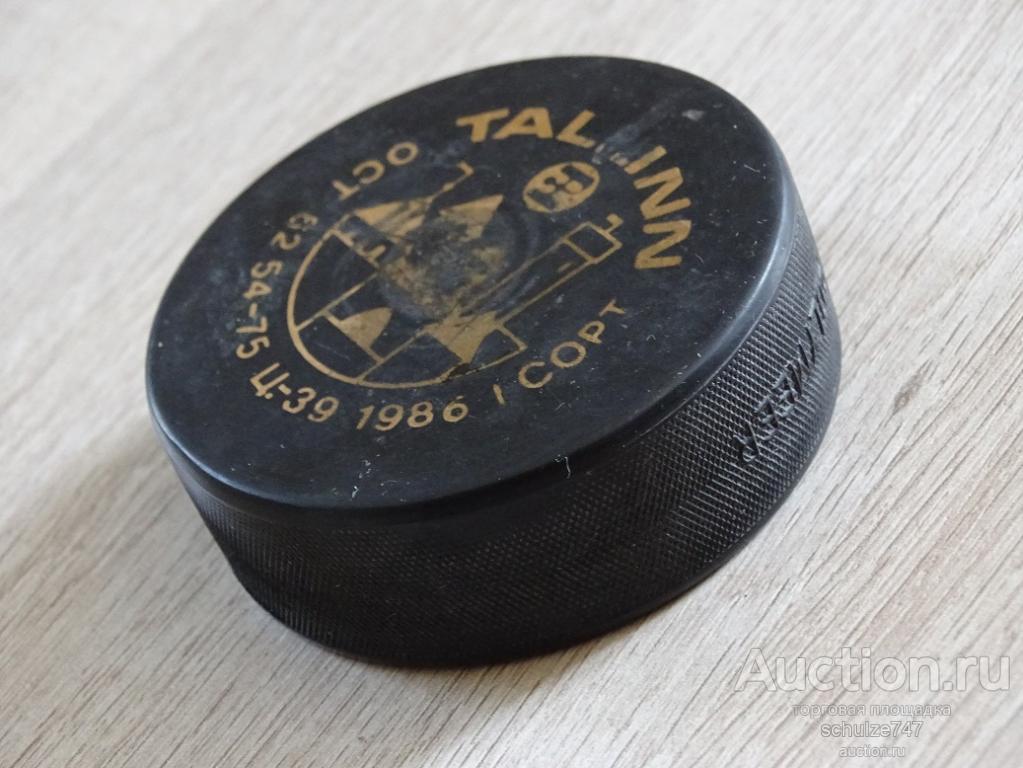 TALLINN
ОСТ 62 54-75 Ц-39 1986 I СОРТ
Auction.ru
торговая площадка
schulze747
auction.ru